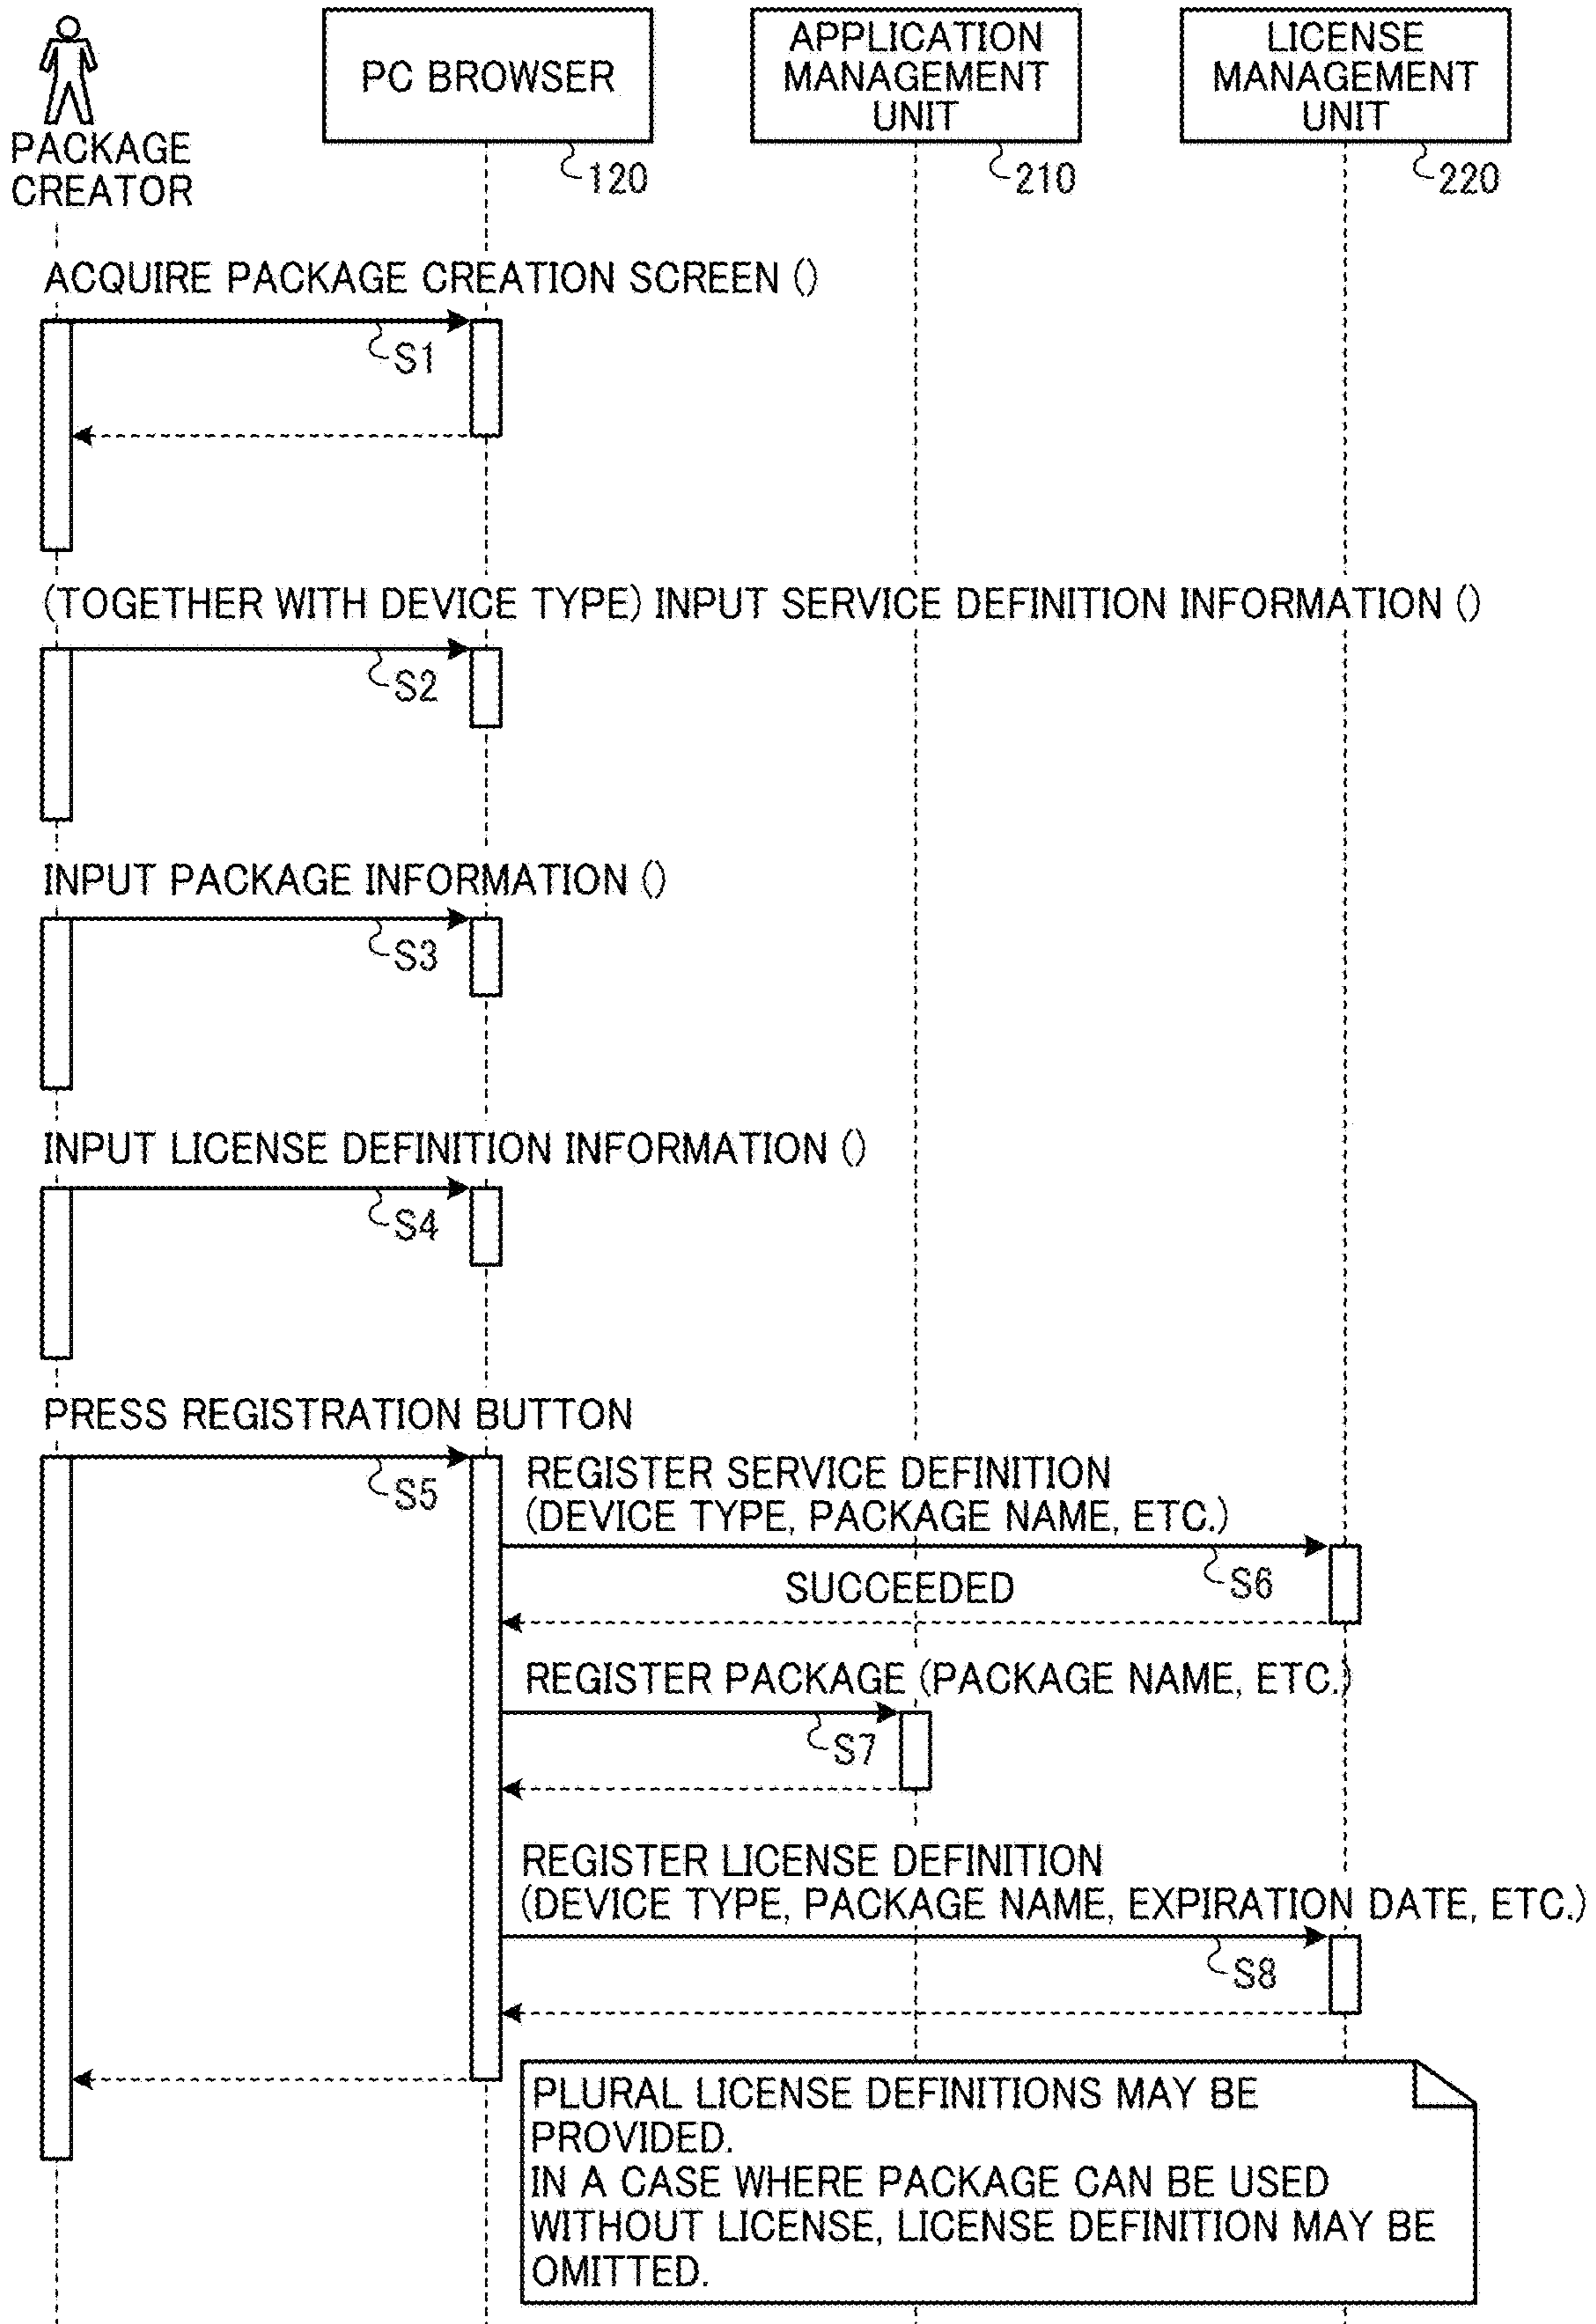 PACKAGE
CREATOR
PC BROWSER
120
APPLICATION
MANAGEMENT
UNIT
210
LICENSE
MANAGEMENT
UNIT
220
ACQUIRE PACKAGE CREATION SCREEN ()
S1
(TOGETHER WITH DEVICE TYPE) INPUT SERVICE DEFINITION INFORMATION ()
S2
INPUT PACKAGE INFORMATION ()
S3
INPUT LICENSE DEFINITION INFORMATION ()
S4
PRESS REGISTRATION BUTTON
S5
REGISTER SERVICE DEFINITION
(DEVICE TYPE, PACKAGE NAME, ETC.)
S6
SUCCEEDED
REGISTER PACKAGE (PACKAGE NAME, ETC.)
S7
REGISTER LICENSE DEFINITION
(DEVICE TYPE, PACKAGE NAME, EXPIRATION DATE, ETC.)
S8
PLURAL LICENSE DEFINITIONS MAY BE
PROVIDED.
IN A CASE WHERE PACKAGE CAN BE USED
WITHOUT LICENSE, LICENSE DEFINITION MAY BE
OMITTED.